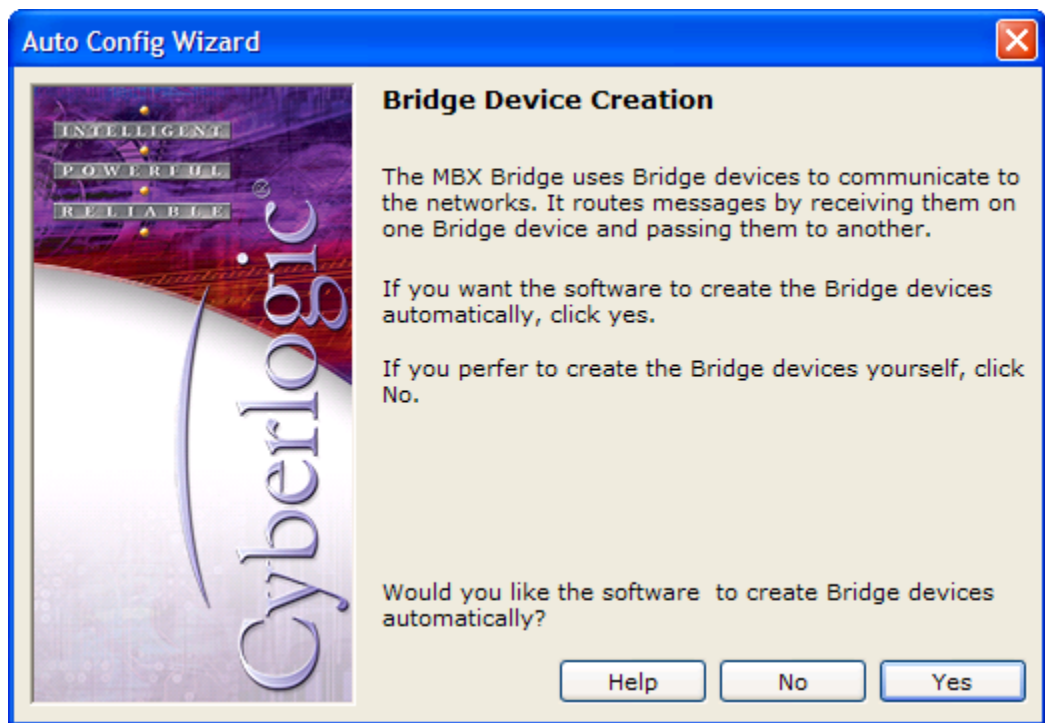 Auto Config Wizard
INTELLIGENT
POWERFUL
RELIABLE
Cyberlogic®
Bridge Device Creation
The MBX Bridge uses Bridge devices to communicate to
the networks. It routes messages by receiving them on
one Bridge device and passing them to another.
If you want the software to create the Bridge devices
automatically, click yes.
If you perfer to create the Bridge devices yourself, click
No.
Would you like the software  to create Bridge devices
automatically?
Help
No
Yes